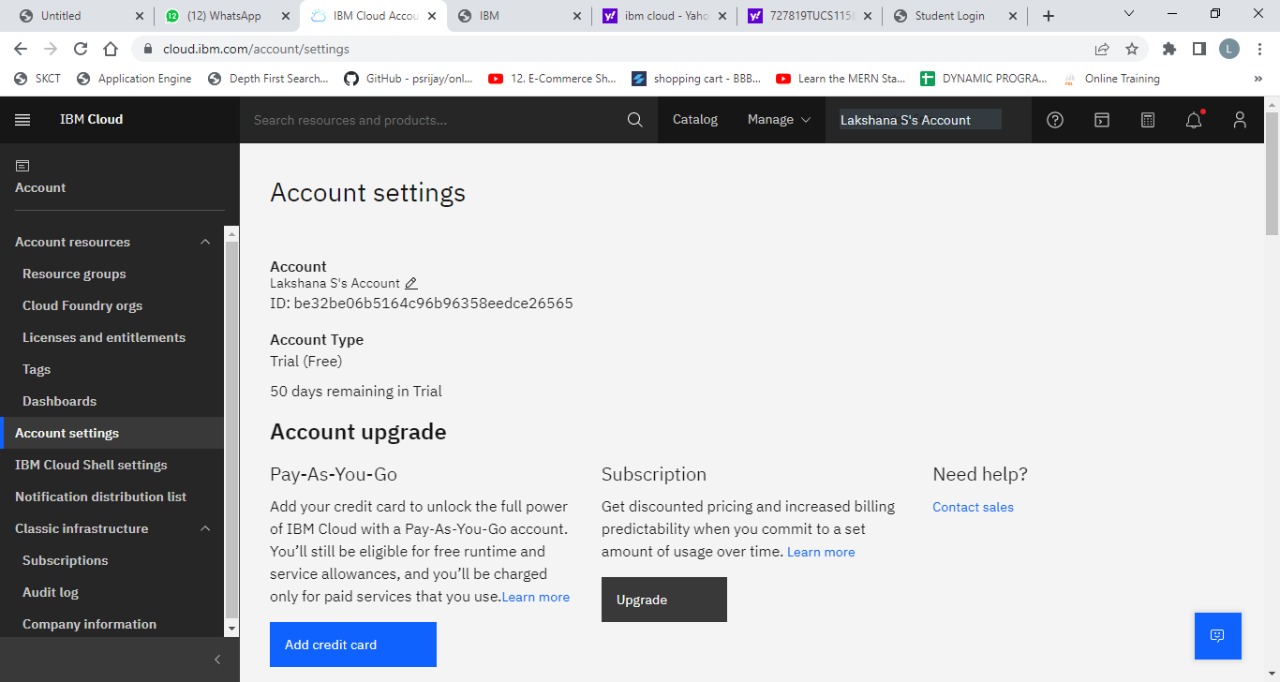 Untitled
(12) WhatsApp
IBM Cloud Accou
IBM
ibm cloud - Yaho
727819TUCS115
Student Login
cloud.ibm.com/account/settings
L
SKCT
Application Engine
Depth First Search...
GitHub - psrijay/onl...
12. E-Commerce Sh...
shopping cart - BBB...
Learn the MERN Sta...
DYNAMIC PROGRA...
Online Training
»
IBM Cloud
Search resources and products...
Catalog
Manage
Lakshana S's Account
Account
Account resources
Resource groups
Cloud Foundry orgs
Licenses and entitlements
Tags
Dashboards
Account settings
IBM Cloud Shell settings
Notification distribution list
Classic infrastructure
Subscriptions
Audit log
Company information
Account settings
Account
Lakshana S's Account
ID: be32be06b5164c96b96358eedce26565
Account Type
Trial (Free)
50 days remaining in Trial
Account upgrade
Pay-As-You-Go
Add your credit card to unlock the full power
of IBM Cloud with a Pay-As-You-Go account.
You’ll still be eligible for free runtime and
service allowances, and you’ll be charged
only for paid services that you use.Learn more
Add credit card
Subscription
Get discounted pricing and increased billing
predictability when you commit to a set
amount of usage over time. Learn more
Upgrade
Need help?
Contact sales